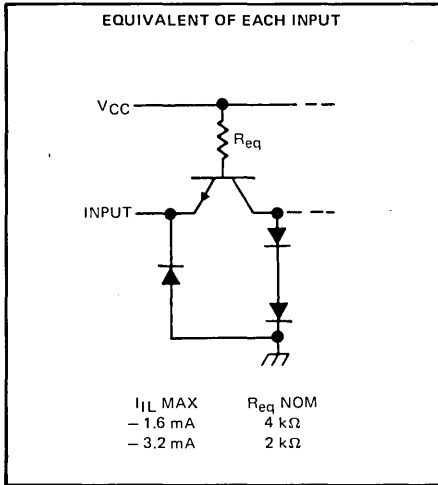 EQUIVALENT OF EACH INPUT
VCC
Req
INPUT
IIL MAX Req NOM
– 1.6 mA 4 kΩ
– 3.2 mA 2 kΩ